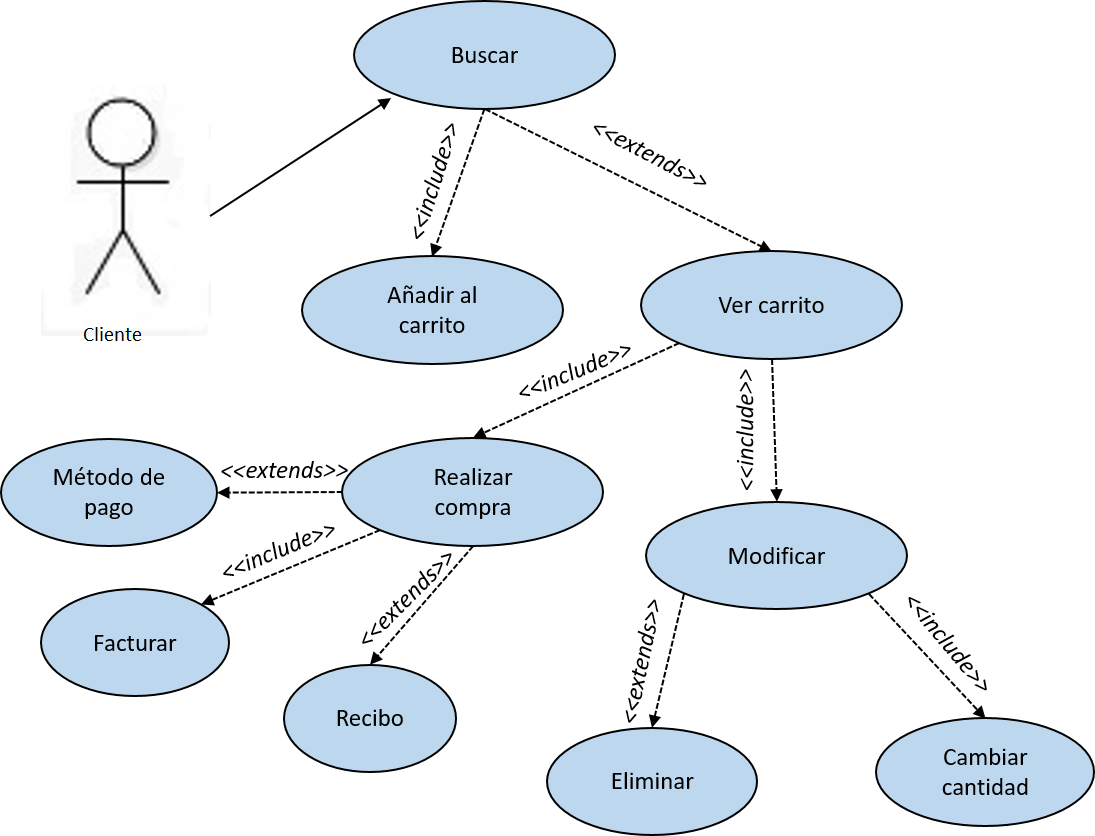 Buscar
<<include>>
<<extends>>
Cliente
Añadir al
carrito
Ver carrito
<<include>>
<<include>>
Método de
pago
<<extends>>
Realizar
compra
<<include>>
<<extends>>
Modificar
Facturar
<<extends>>
<<include>>
Recibo
Eliminar
Cambiar
cantidad